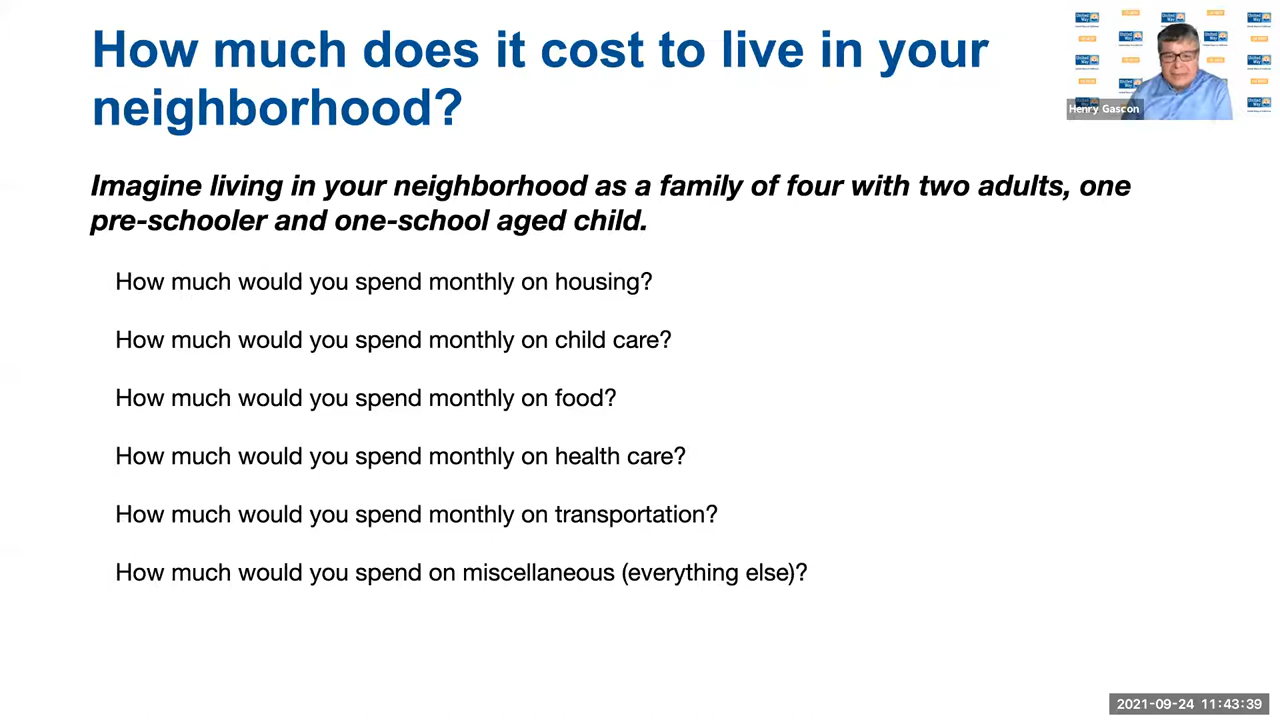 How much does it cost to live in your
neighborhood?
Imagine living in your neighborhood as a family of four with two adults, one
pre-schooler and one-school aged child.
How much would you spend monthly on housing?
How much would you spend monthly on child care?
How much would you spend monthly on food?
How much would you spend monthly on health care?
How much would you spend monthly on transportation?
How much would you spend on miscellaneous (everything else)?
United
Way
Henry Gascon
2021-09-24 11:43:39